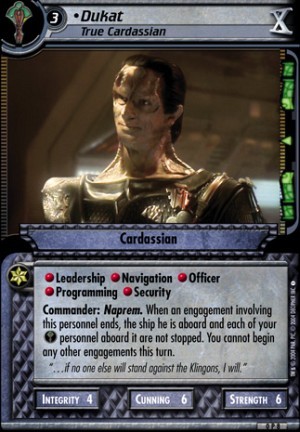 3 •Dukat
True Cardassian
Cardassian
Leadership Navigation Officer
Programming Security
Commander: Naprem. When an engagement involving
this personnel ends, the ship he is aboard and each of your
personnel aboard it are not stopped. You cannot begin
any other engagements this turn.
"…if no one else will stand against the Klingons, I will."
INTEGRITY 4 CUNNING 6 STRENGTH 6